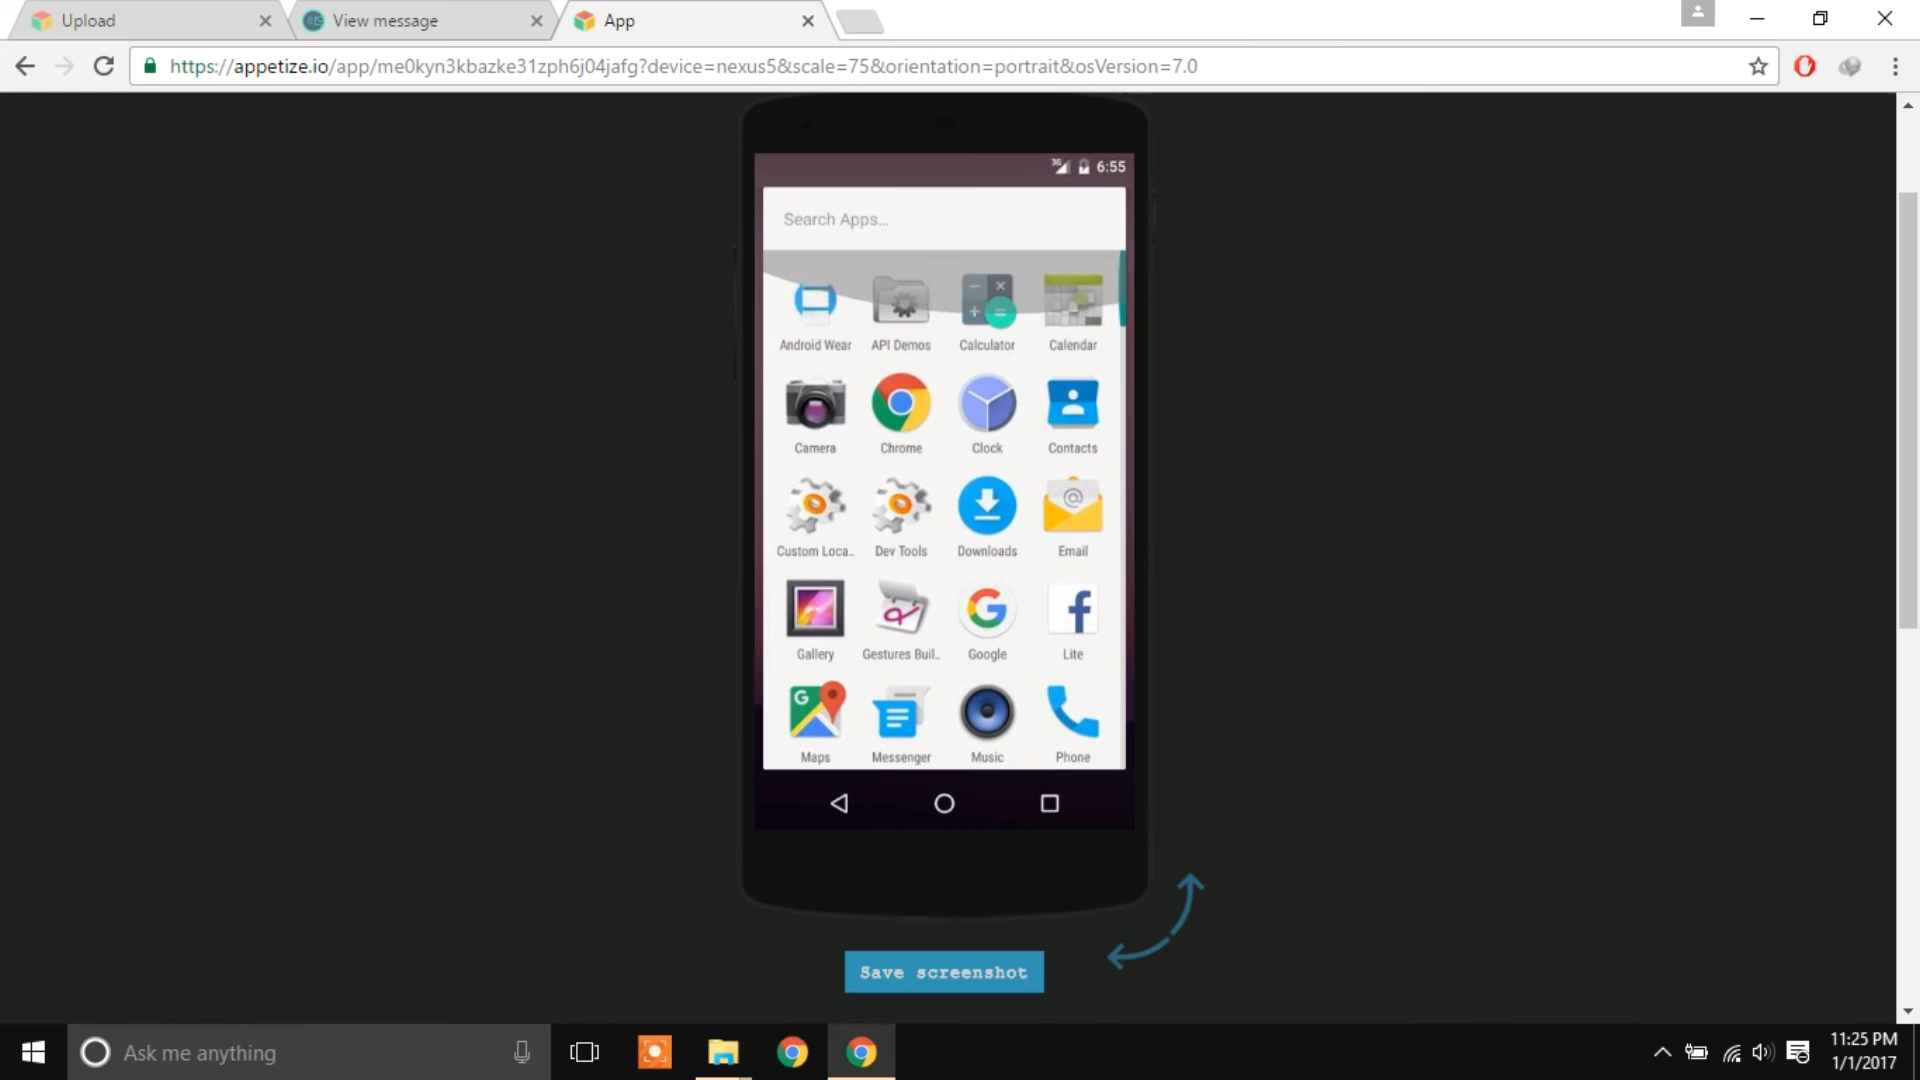 Upload
View message
App
https://appetize.io/app/me0kyn3kbazke31zph6j04jafg?device=nexus5&scale=75&orientation=portrait&osVersion=7.0
3G
6:55
Search Apps...
Android Wear API Demos Calculator Calendar
Camera Chrome Clock Contacts
Custom Loca.. Dev Tools Downloads Email
Gallery Gestures Buil.. Google Lite
Maps Messenger Music Phone
Save screenshot
Ask me anything
11:25 PM
1/1/2017